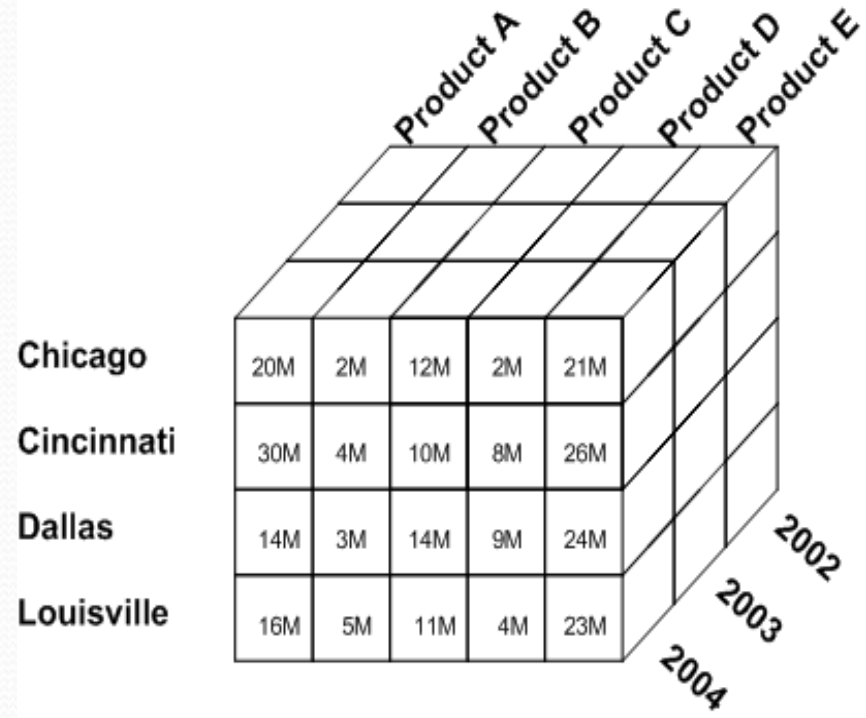 Product A
Product B
Product C
Product D
Product E
Chicago
20M 2M 12M 2M 21M
Cincinnati
30M 4M 10M 8M 26M
Dallas
14M 3M 14M 9M 24M
Louisville
16M 5M 11M 4M 23M
2002
2003
2004